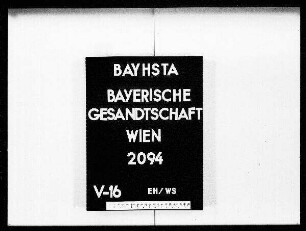 BAYHSTA
BAYERISCHE
GESANDTSCHAFT
WIEN
2094
V-16 EH/WS